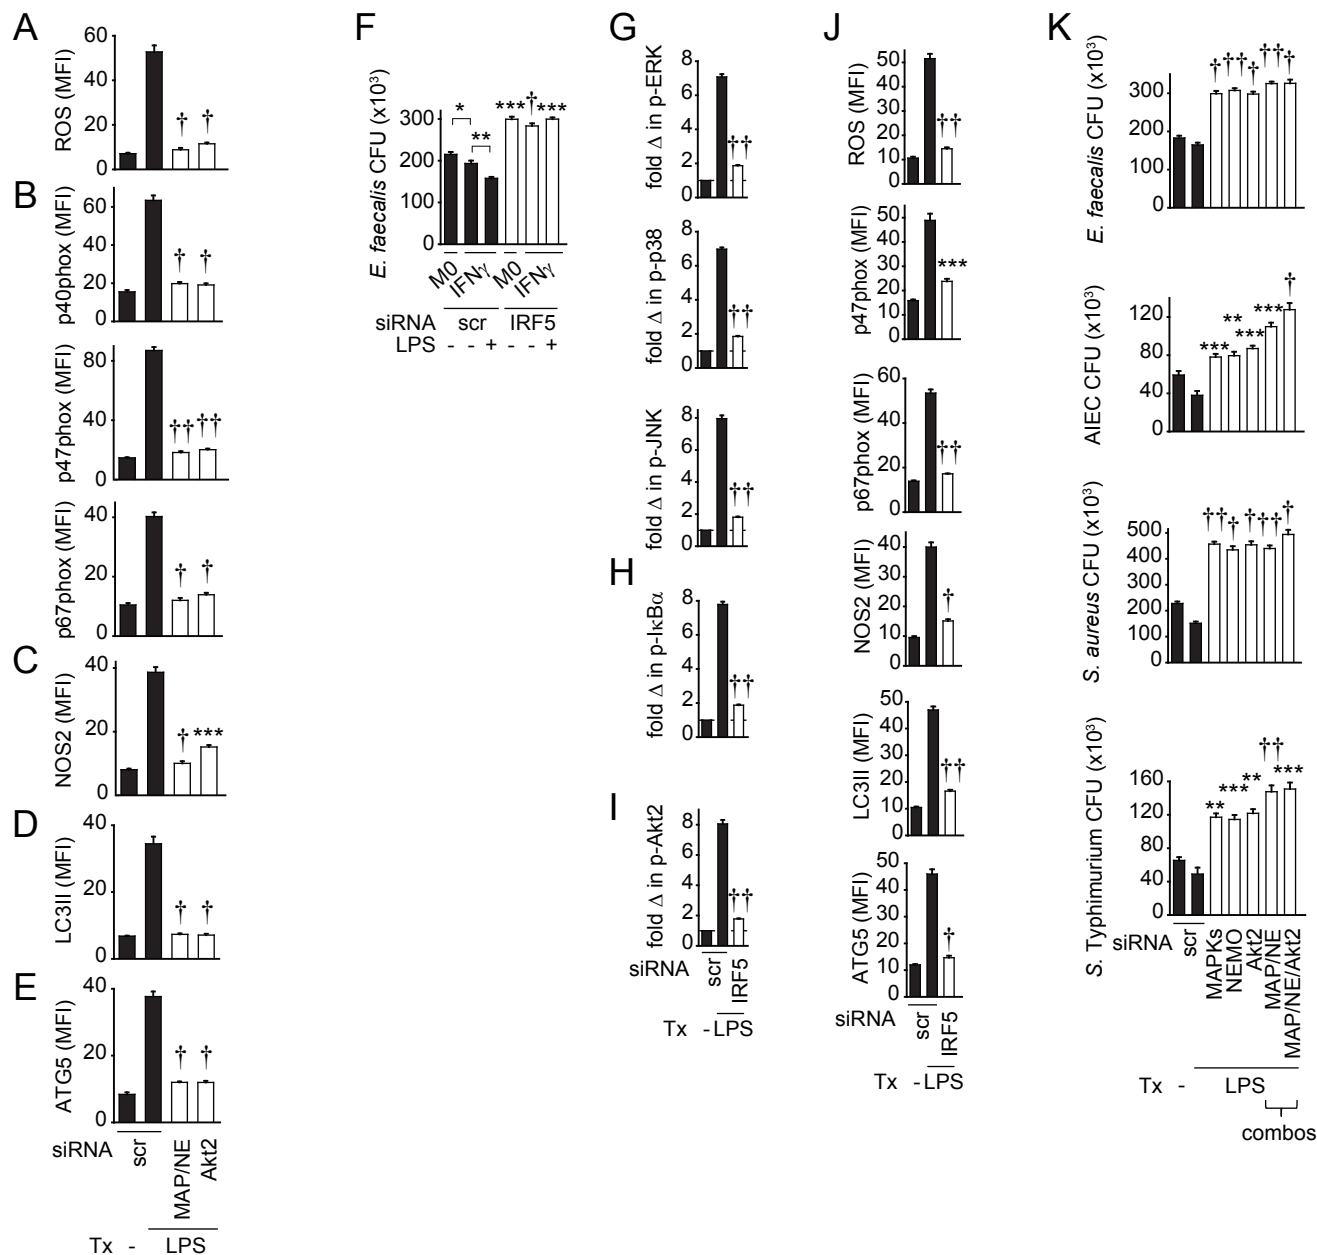 A
ROS (MFI)
60
40
20
0
†
†
B
p40phox (MFI)
60
40
20
0
†
†
p47phox (MFI)
80
40
0
††
††
p67phox (MFI)
40
20
0
†
†
C
NOS2 (MFI)
40
20
0
†
***
D
LC3II (MFI)
40
20
0
†
†
E
ATG5 (MFI)
40
20
0
†
†
siRNA
scr
MAP/NE
Akt2
Tx - LPS
F
E. faecalis CFU (x10³)
300
200
100
0
*
**
***
†
***
M0
IFNγ
M0
IFNγ
siRNA scr IRF5
LPS - - + - - +
G
fold Δ in p-ERK
8
6
4
2
0
††
fold Δ in p-p38
8
6
4
2
0
††
fold Δ in p-JNK
8
6
4
2
0
††
H
fold Δ in p-IκBα
8
6
4
2
0
††
I
fold Δ in p-Akt2
8
6
4
2
0
††
siRNA
scr
IRF5
Tx - LPS
J
ROS (MFI)
50
40
30
20
10
0
††
p47phox (MFI)
50
40
30
20
10
0
***
p67phox (MFI)
60
40
20
0
††
NOS2 (MFI)
40
30
20
10
0
†
LC3II (MFI)
50
40
30
20
10
0
††
ATG5 (MFI)
50
40
30
20
10
0
†
siRNA
scr
IRF5
Tx - LPS
K
E. faecalis CFU (x10³)
300
200
100
0
†
††
†
††
†
AIEC CFU (x10³)
120
80
40
0
***
**
***
***
†
S. aureus CFU (x10³)
500
400
300
200
100
0
††
†
†
††
†
S. Typhimurium CFU (x10³)
160
120
80
40
0
**
***
**
††
***
siRNA
scr
MAPKs
NEMO
Akt2
MAP/NE
MAP/NE/Akt2
Tx - LPS
combos